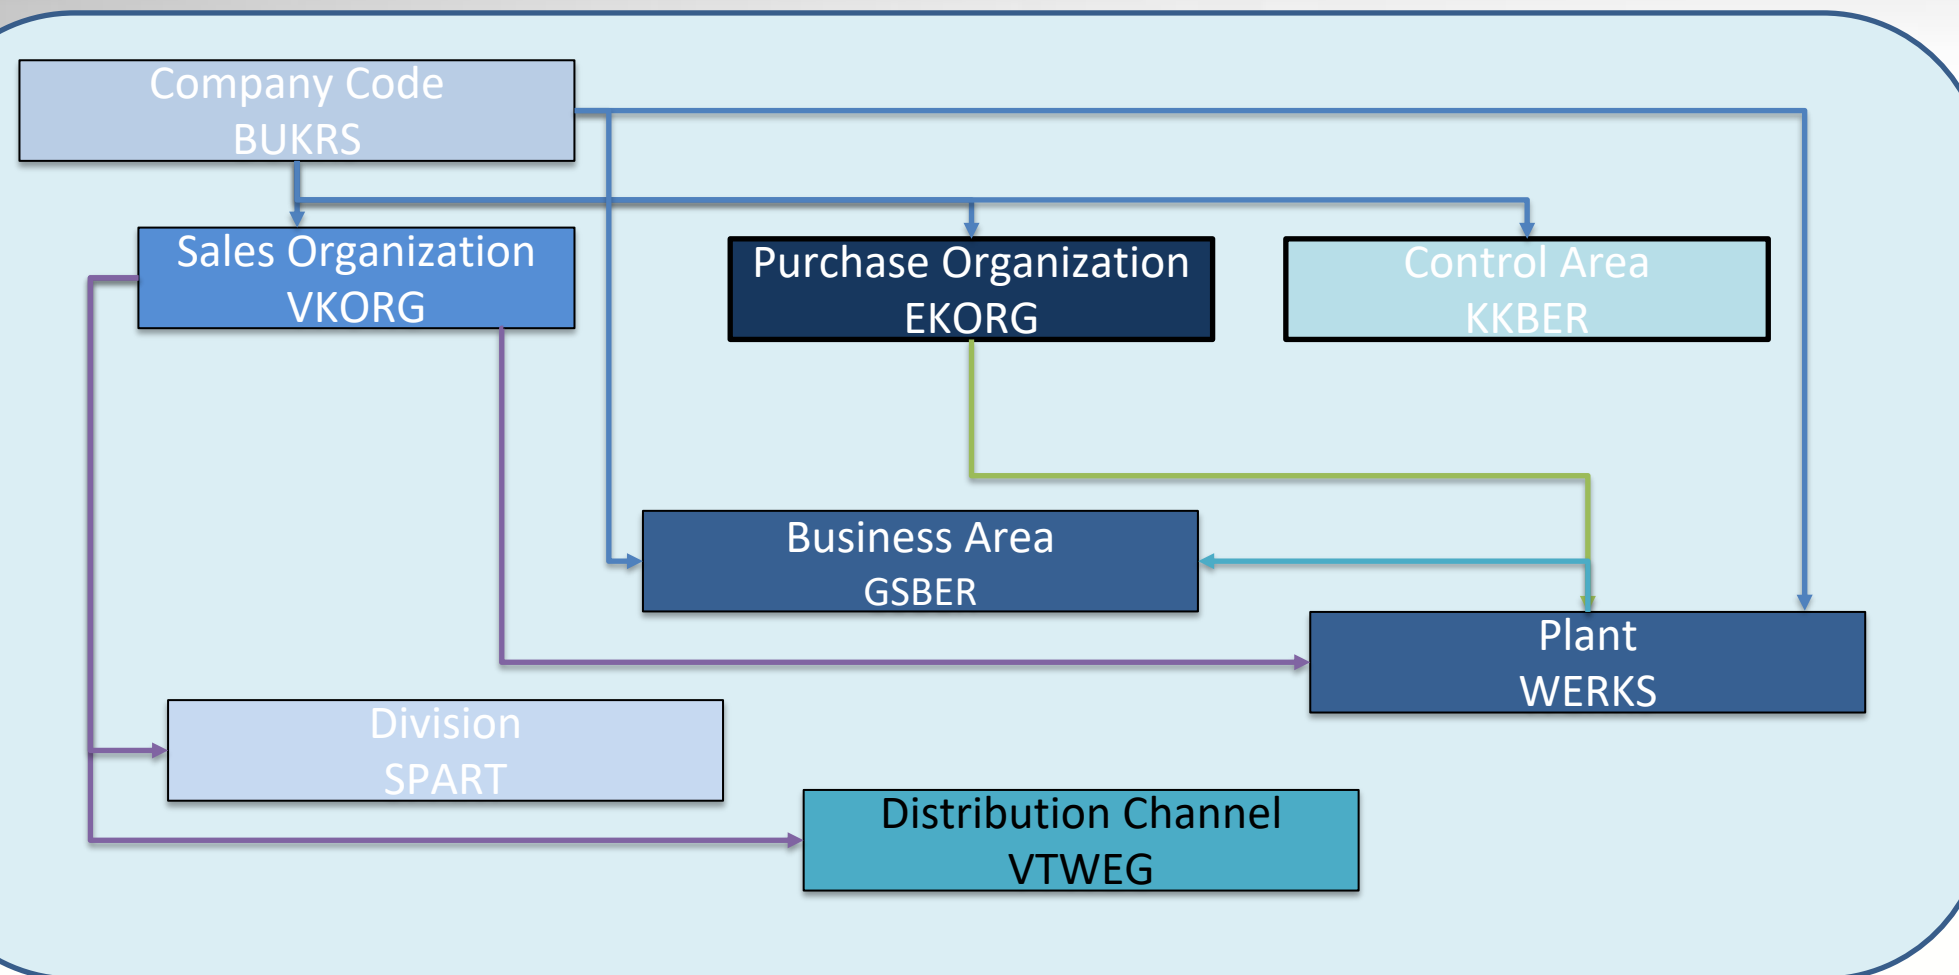 Company Code
BUKRS
Sales Organization
VKORG
Purchase Organization
EKORG
Control Area
KKBER
Business Area
GSBER
Plant
WERKS
Division
SPART
Distribution Channel
VTWEG